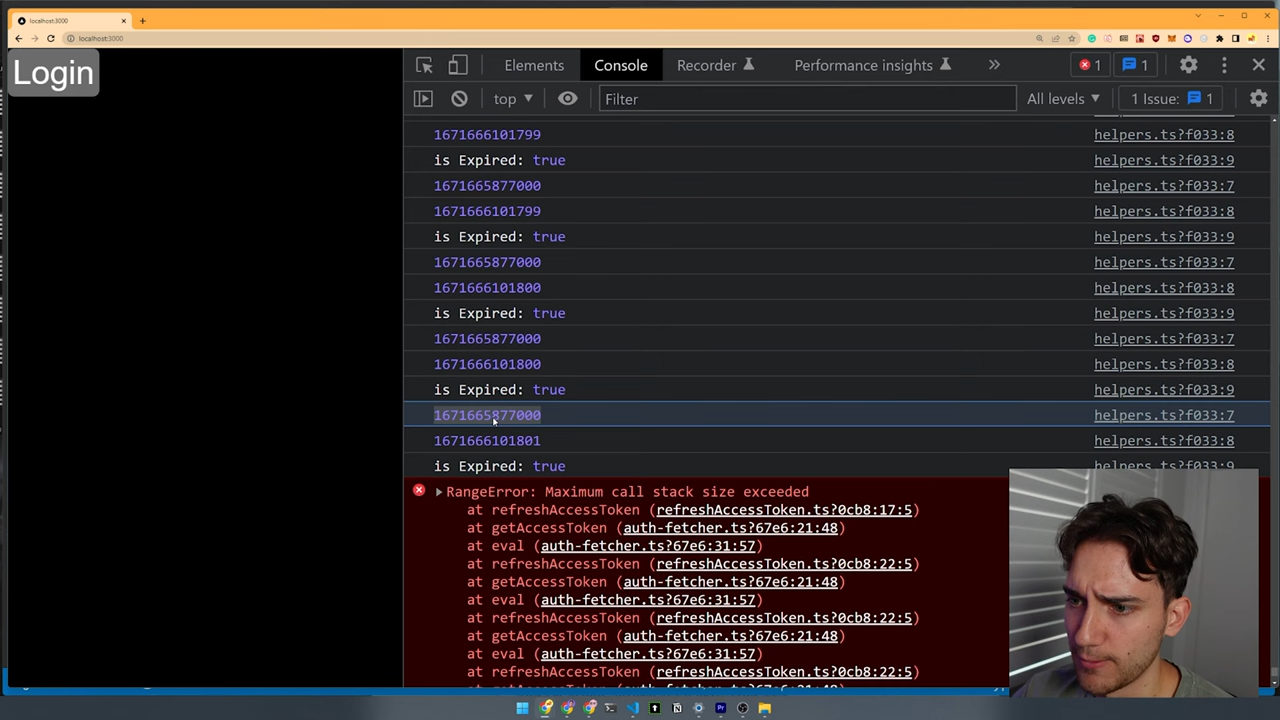 localhost:3000
localhost:3000
Login
Elements Console Recorder Performance insights 1 1
top Filter All levels 1 Issue: 1
1671666101799 helpers.ts?f033:8
is Expired: true helpers.ts?f033:9
1671665877000 helpers.ts?f033:7
1671666101799 helpers.ts?f033:8
is Expired: true helpers.ts?f033:9
1671665877000 helpers.ts?f033:7
1671666101800 helpers.ts?f033:8
is Expired: true helpers.ts?f033:9
1671665877000 helpers.ts?f033:7
1671666101800 helpers.ts?f033:8
is Expired: true helpers.ts?f033:9
1671665877000 helpers.ts?f033:7
1671666101801 helpers.ts?f033:8
is Expired: true helpers.ts?f033:9
RangeError: Maximum call stack size exceeded
at refreshAccessToken (refreshAccessToken.ts?0cb8:17:5)
at getAccessToken (auth-fetcher.ts?67e6:21:48)
at eval (auth-fetcher.ts?67e6:31:57)
at refreshAccessToken (refreshAccessToken.ts?0cb8:22:5)
at getAccessToken (auth-fetcher.ts?67e6:21:48)
at eval (auth-fetcher.ts?67e6:31:57)
at refreshAccessToken (refreshAccessToken.ts?0cb8:22:5)
at getAccessToken (auth-fetcher.ts?67e6:21:48)
at eval (auth-fetcher.ts?67e6:31:57)
at refreshAccessToken (refreshAccessToken.ts?0cb8:22:5)